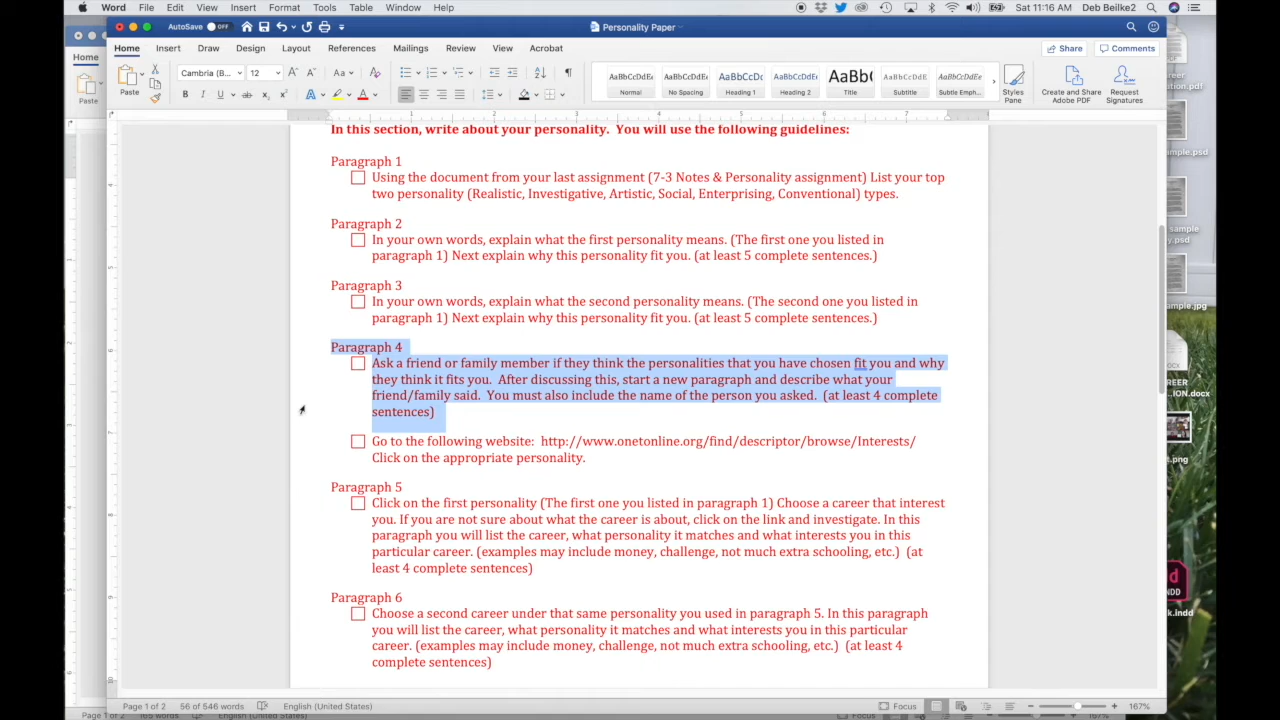 Word File Edit View Insert Format Tools Table Window Help Sat 11:16 AM Deb Beilke2
AutoSave OFF Personality Paper
Home Insert Draw Design Layout References Mailings Review View Acrobat Share Comments
Home
Paste
Paste
Cambria (B... 12
AaBbCcDdEe AaBbCcDdEe AaBbCcDc AaBbCcDdEe AaBb( AaBbCcDdEe AaBbCcDdEe
Normal No Spacing Heading 1 Heading 2 Title Subtitle Subtle Emph...
Styles Pane
Create and Share Adobe PDF
Request Signatures
In this section, write about your personality. You will use the following guidelines:
Paragraph 1
Using the document from your last assignment (7-3 Notes & Personality assignment) List your top
two personality (Realistic, Investigative, Artistic, Social, Enterprising, Conventional) types.
Paragraph 2
In your own words, explain what the first personality means. (The first one you listed in
paragraph 1) Next explain why this personality fit you. (at least 5 complete sentences.)
Paragraph 3
In your own words, explain what the second personality means. (The second one you listed in
paragraph 1) Next explain why this personality fit you. (at least 5 complete sentences.)
Paragraph 4
Ask a friend or family member if they think the personalities that you have chosen fit you and why
they think it fits you. After discussing this, start a new paragraph and describe what your
friend/family said. You must also include the name of the person you asked. (at least 4 complete
sentences)
Go to the following website: http://www.onetonline.org/find/descriptor/browse/Interests/
Click on the appropriate personality.
Paragraph 5
Click on the first personality (The first one you listed in paragraph 1) Choose a career that interest
you. If you are not sure about what the career is about, click on the link and investigate. In this
paragraph you will list the career, what personality it matches and what interests you in this
particular career. (examples may include money, challenge, not much extra schooling, etc.) (at
least 4 complete sentences)
Paragraph 6
Choose a second career under that same personality you used in paragraph 5. In this paragraph
you will list the career, what personality it matches and what interests you in this particular
career. (examples may include money, challenge, not much extra schooling, etc.) (at least 4
complete sentences)
Page 1 of 2 56 of 546 words English (United States) Focus 167%